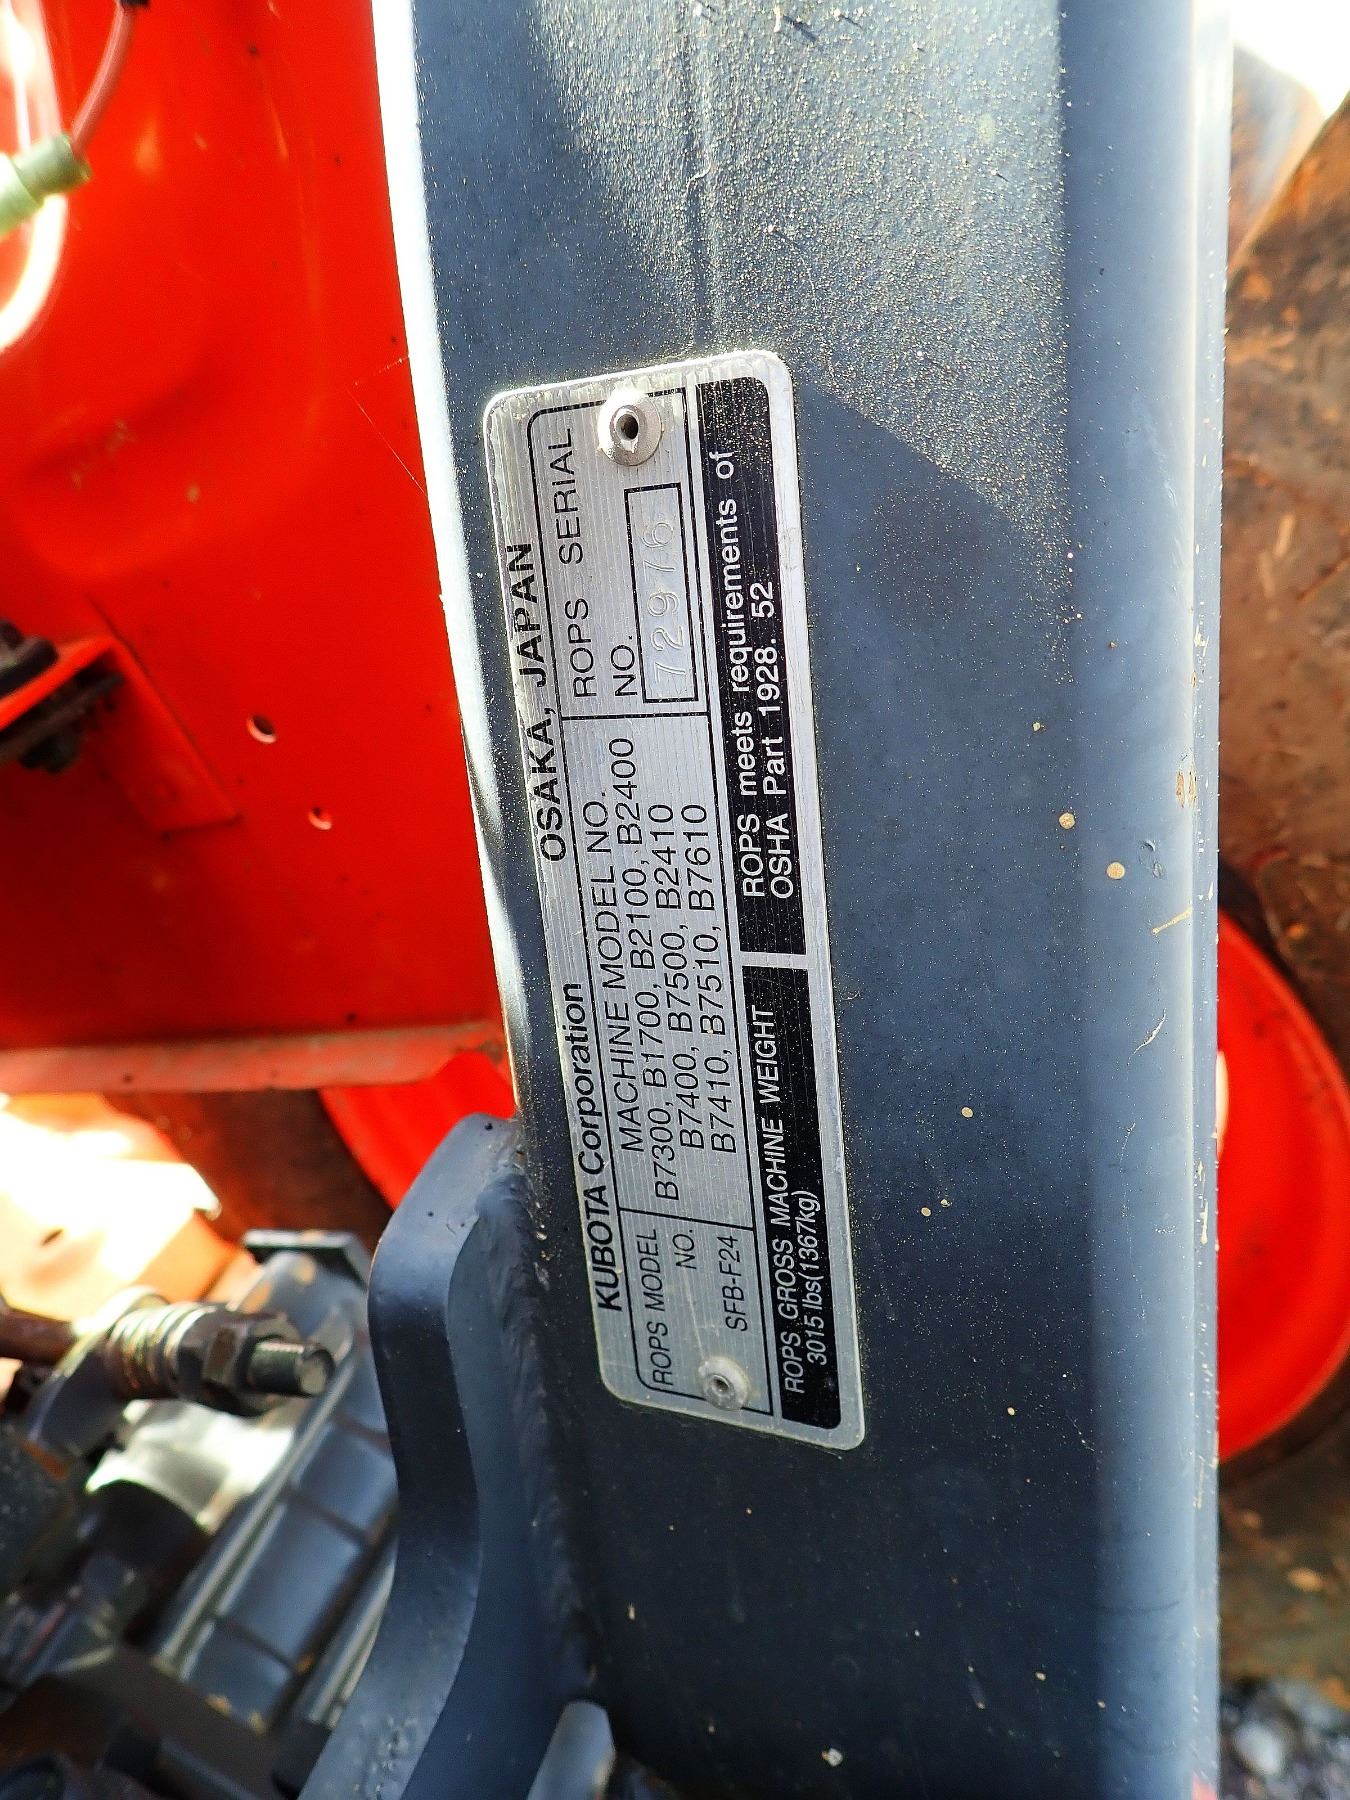 KUBOTA Corporation OSAKA, JAPAN
ROPS MODEL NO.
SFB-F24
MACHINE MODEL NO.
B7300, B1700, B2100, B2400
B7400, B7500, B2410
B7410, B7510, B7610
ROPS SERIAL NO.
72976
ROPS GROSS MACHINE WEIGHT
3015 lbs(1367kg)
ROPS meets requirements of
OSHA Part 1928. 52